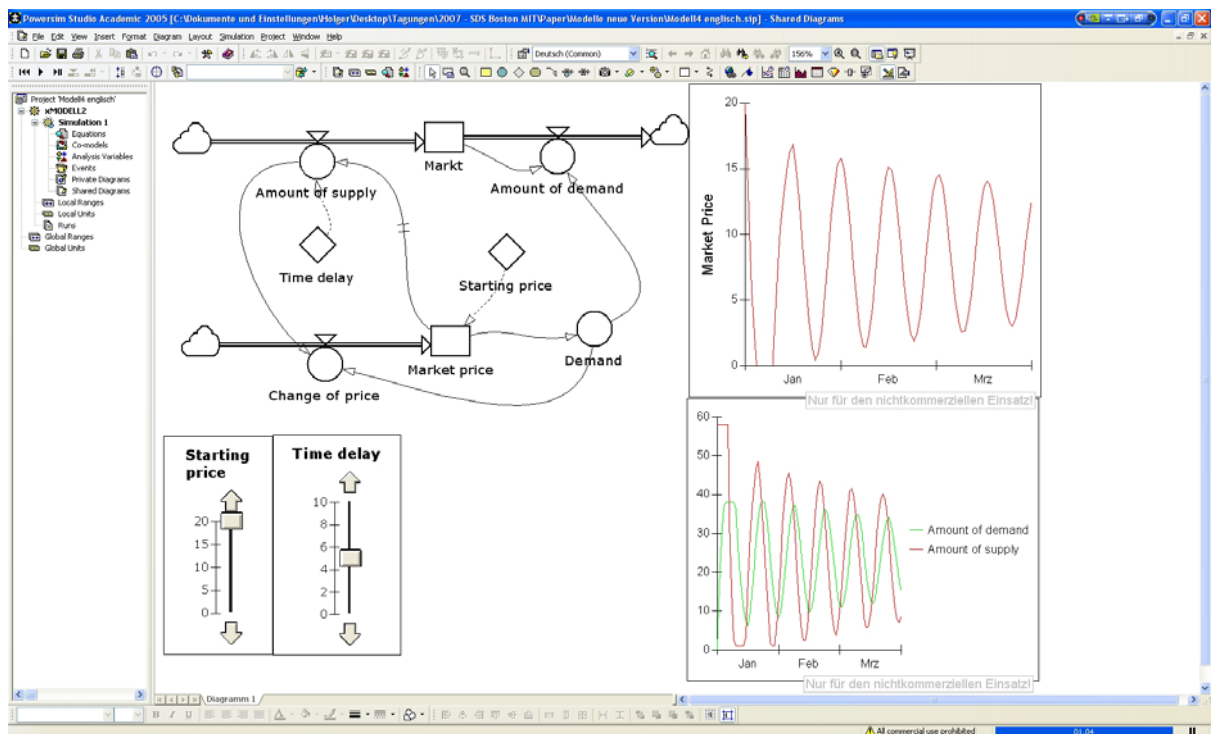 Powersim Studio Academic 2005 [C:\Dokumente und Einstellungen\Holger\Desktop\Tagungen\2007 - SDS Boston MIT\Paper\Modelle neue Version\Modell4 englisch.sip] - Shared Diagrams
File Edit View Insert Format Diagram Layout Simulation Project Window Help
Deutsch (Common)
156%
Project 'Modell4 englisch'
xMODELL2
Simulation 1
Equations
Co-models
Analysis Variables
Events
Private Diagrams
Shared Diagrams
Local Ranges
Local Units
Runs
Global Ranges
Global Units
Markt
Amount of supply
Amount of demand
Time delay
Starting price
Market price
Demand
Change of price
Starting
price
20
15
10
5
0
Time delay
10
8
6
4
2
0
Market Price
20
15
10
5
0
Jan Feb Mrz
Nur für den nichtkommerziellen Einsatz!
60
50
40
30
20
10
0
Jan Feb Mrz
Amount of demand
Amount of supply
Nur für den nichtkommerziellen Einsatz!
Diagramm 1
B I U
All commercial use prohibited
01.04